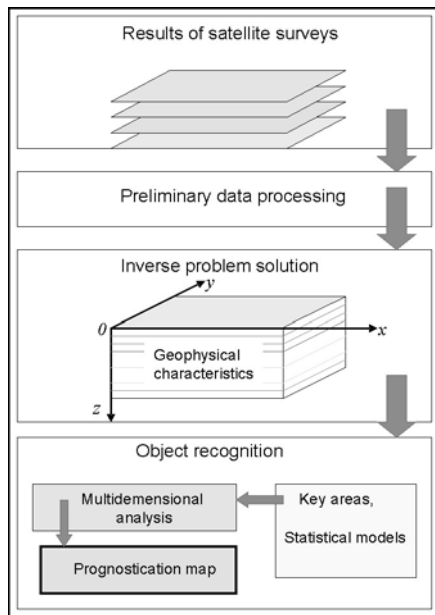 Results of satellite surveys
Preliminary data processing
Inverse problem solution
y
0
x
Geophysical
characteristics
z
Object recognition
Multidemensional
analysis
Key areas,
Statistical models
Prognostication map